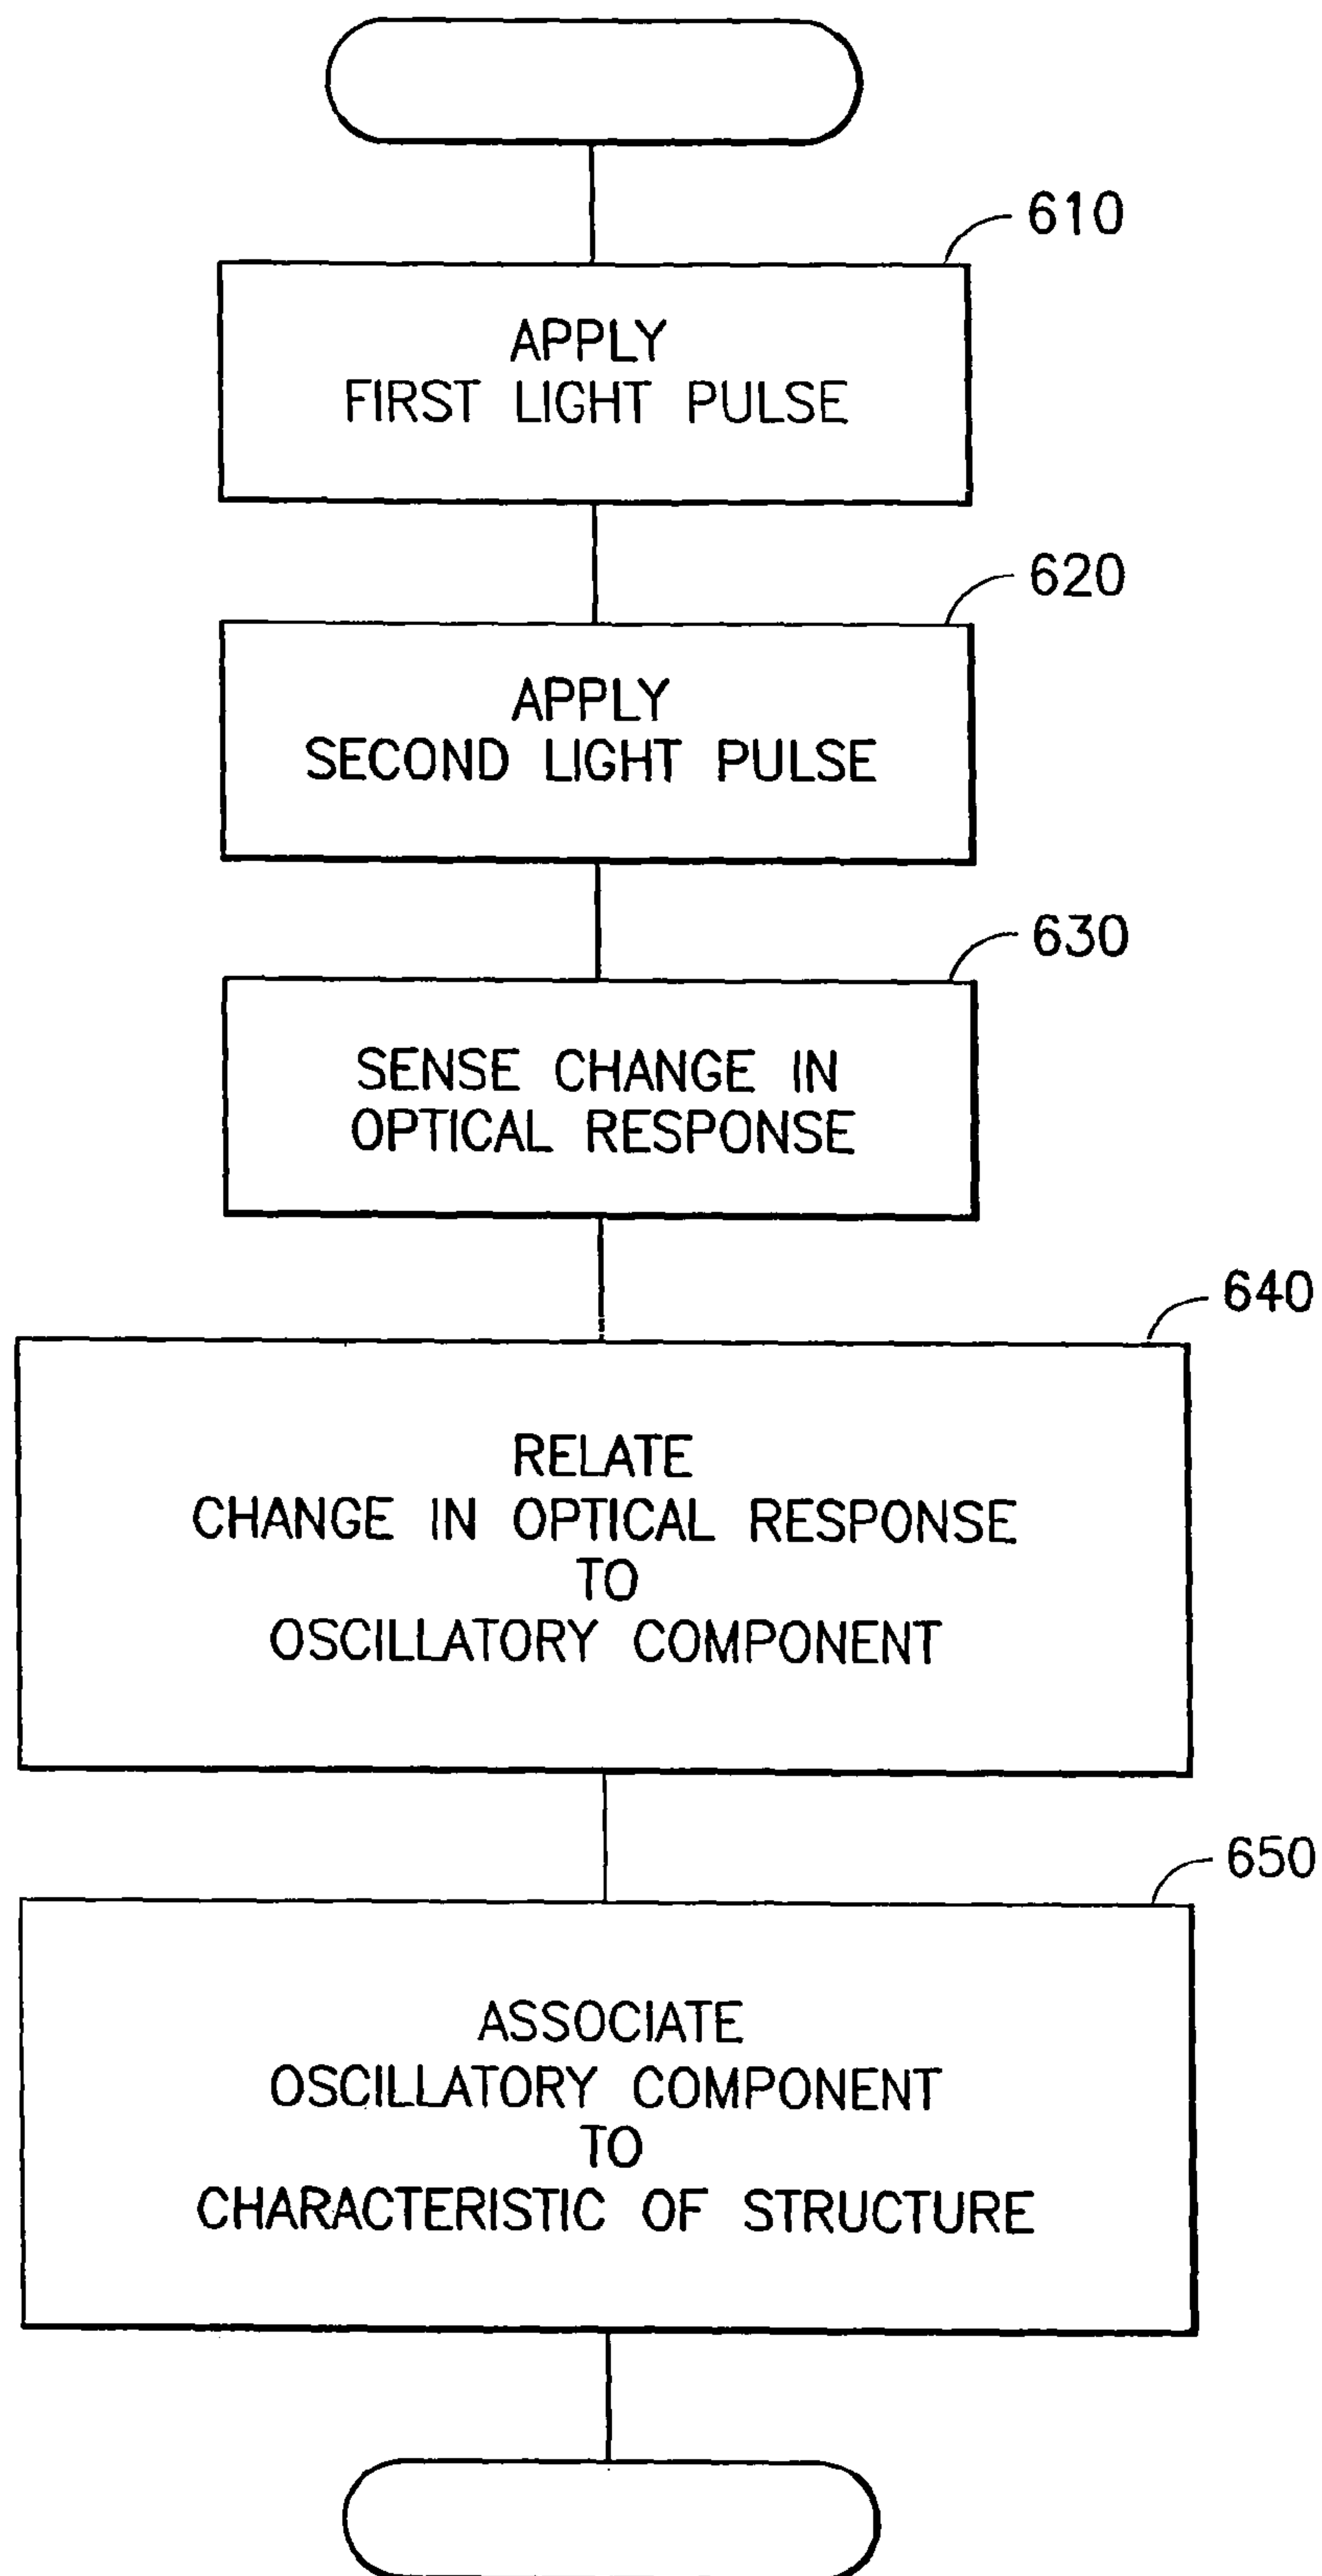 610
APPLY
FIRST LIGHT PULSE
620
APPLY
SECOND LIGHT PULSE
630
SENSE CHANGE IN
OPTICAL RESPONSE
640
RELATE
CHANGE IN OPTICAL RESPONSE
TO
OSCILLATORY COMPONENT
650
ASSOCIATE
OSCILLATORY COMPONENT
TO
CHARACTERISTIC OF STRUCTURE